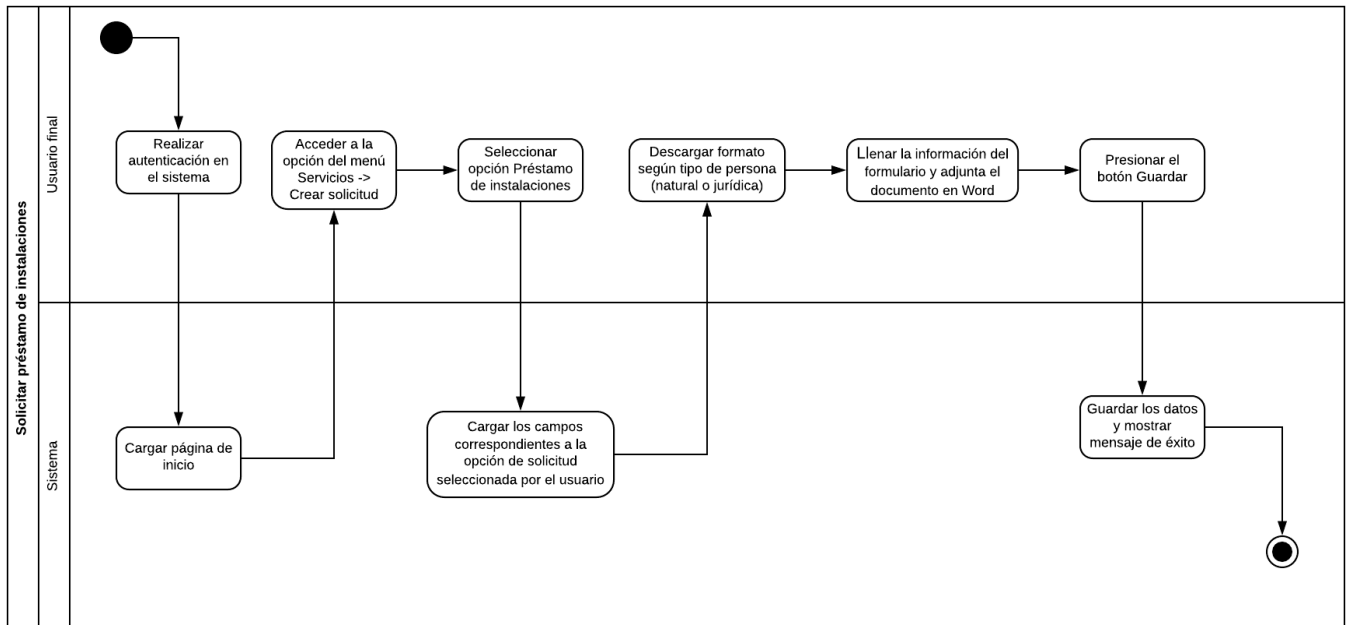 Solicitar préstamo de instalaciones
Usuario final
Realizar
autenticación en
el sistema
Acceder a la
opción del menú
Servicios ->
Crear solicitud
Seleccionar
opción Préstamo
de instalaciones
Descargar formato
según tipo de persona
(natural o jurídica)
Llenar la información del
formulario y adjunta el
documento en Word
Presionar el
botón Guardar
Sistema
Cargar página de
inicio
Cargar los campos
correspondientes a la
opción de solicitud
seleccionada por el usuario
Guardar los datos
y mostrar
mensaje de éxito